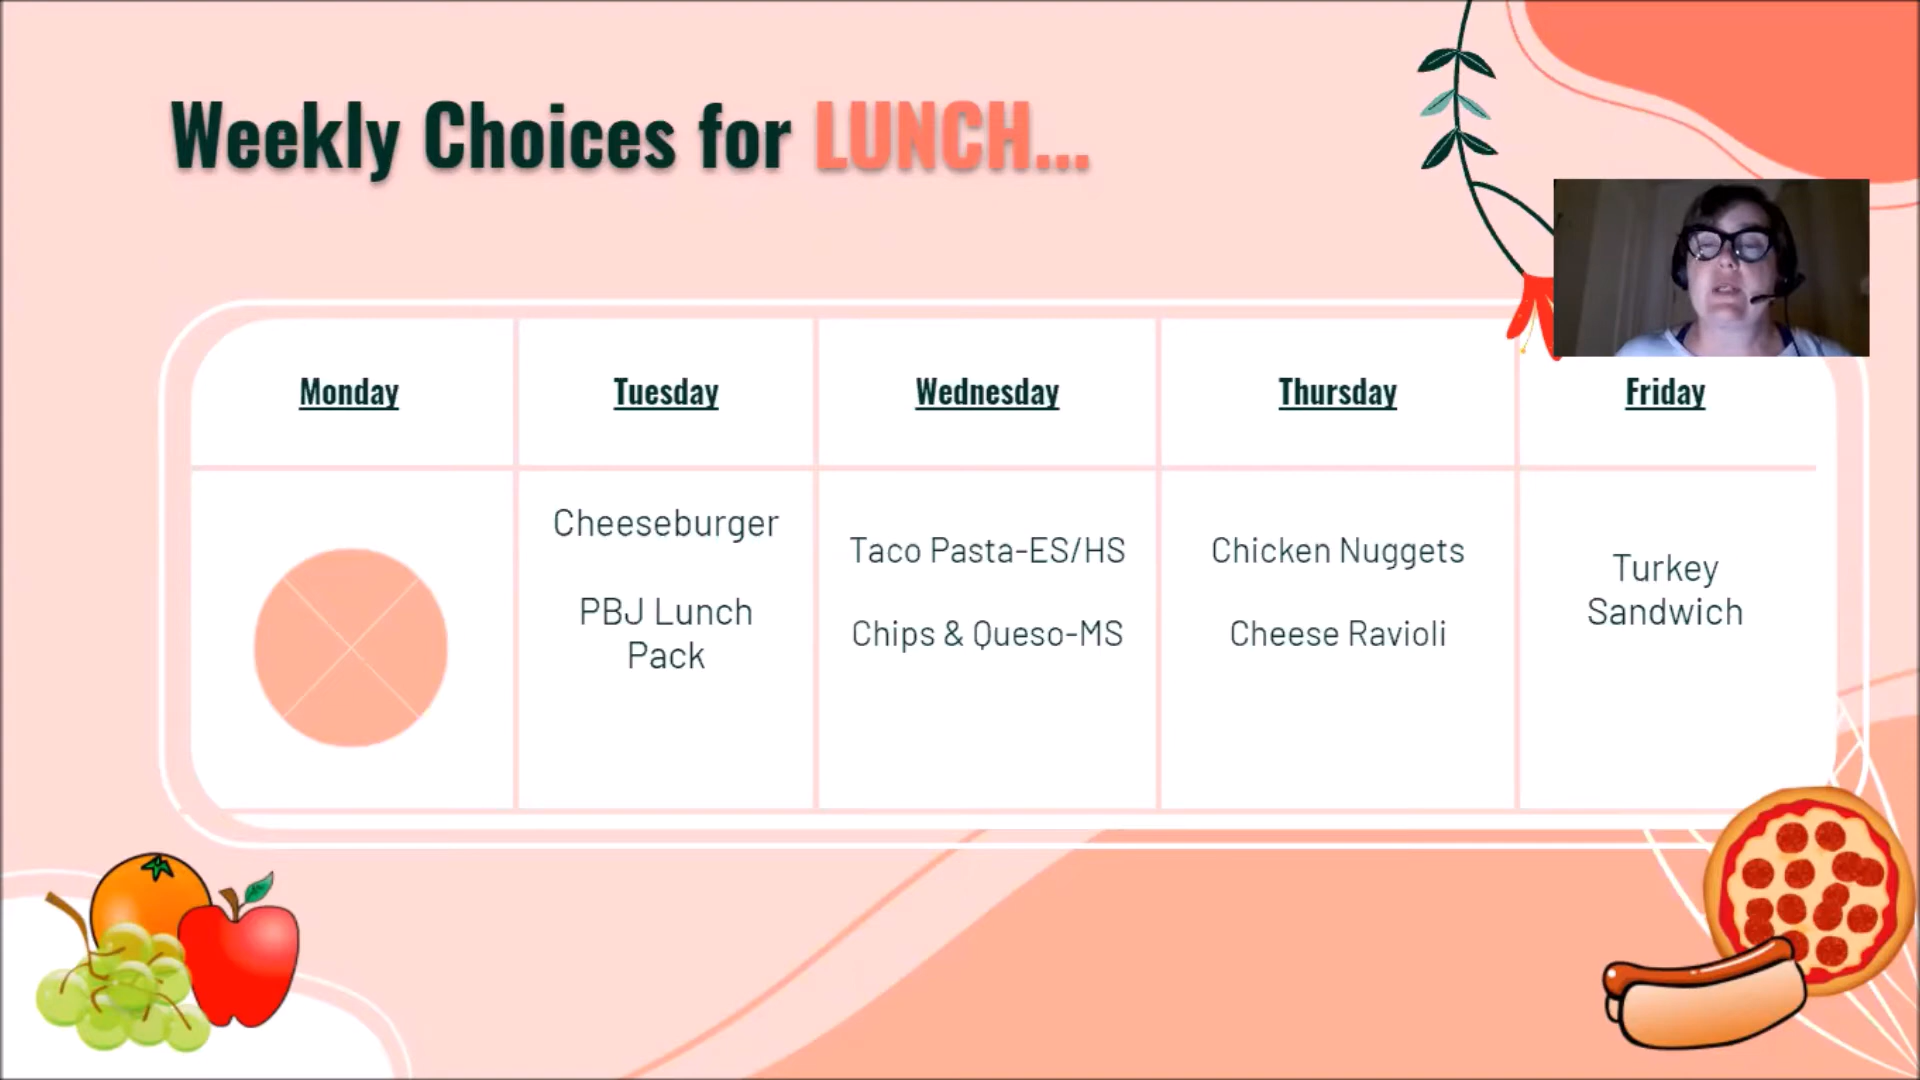 Weekly Choices for LUNCH...
Monday
Tuesday
Wednesday
Thursday
Friday
Cheeseburger
PBJ Lunch
Pack
Taco Pasta-ES/HS
Chips & Queso-MS
Chicken Nuggets
Cheese Ravioli
Turkey
Sandwich